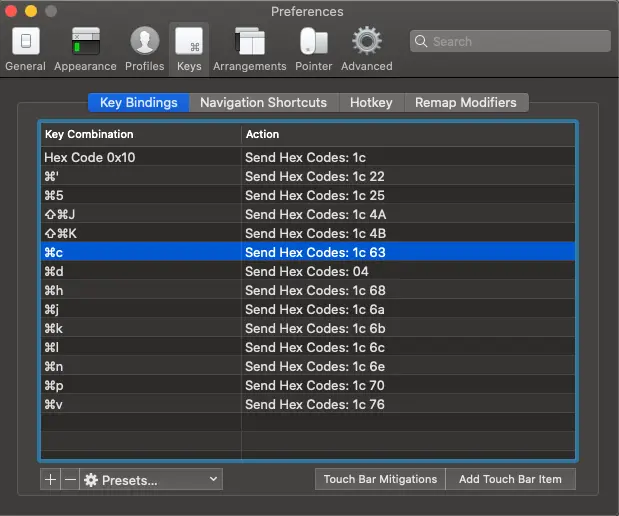 Preferences
General Appearance Profiles Keys Arrangements Pointer Advanced
Search
Key Bindings Navigation Shortcuts Hotkey Remap Modifiers
Key Combination Action
Hex Code 0x10 Send Hex Codes: 1c
⌘' Send Hex Codes: 1c 22
⌘5 Send Hex Codes: 1c 25
⇧⌘J Send Hex Codes: 1c 4A
⇧⌘K Send Hex Codes: 1c 4B
⌘c Send Hex Codes: 1c 63
⌘d Send Hex Codes: 04
⌘h Send Hex Codes: 1c 68
⌘j Send Hex Codes: 1c 6a
⌘k Send Hex Codes: 1c 6b
⌘l Send Hex Codes: 1c 6c
⌘n Send Hex Codes: 1c 6e
⌘p Send Hex Codes: 1c 70
⌘v Send Hex Codes: 1c 76
+ − Presets... Touch Bar Mitigations Add Touch Bar Item